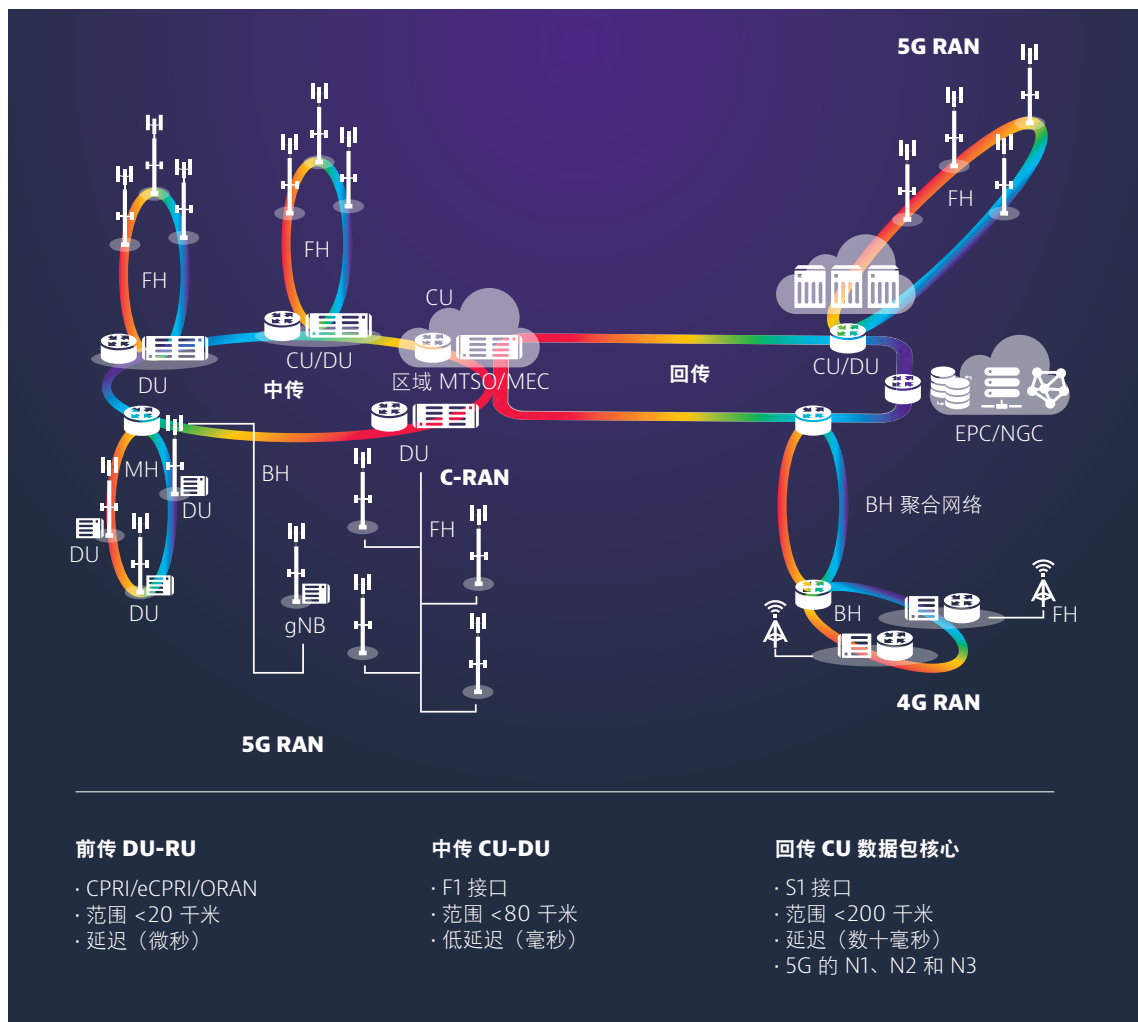 5G RAN
FH
FH
FH
CU
DU
CU/DU
中传
区域 MTSO/MEC
回传
CU/DU
EPC/NGC
DU
C-RAN
MH
BH
DU
DU
DU
gNB
FH
BH 聚合网络
BH
FH
4G RAN
5G RAN
前传 DU-RU
· CPRI/eCPRI/ORAN
· 范围 <20 千米
· 延迟（微秒）
中传 CU-DU
· F1 接口
· 范围 <80 千米
· 低延迟（毫秒）
回传 CU 数据包核心
· S1 接口
· 范围 <200 千米
· 延迟（数十毫秒）
· 5G 的 N1、N2 和 N3